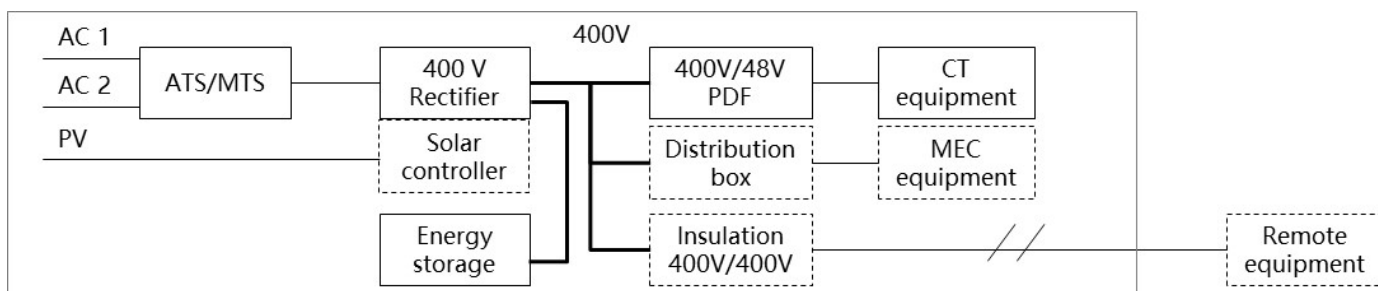 AC 1
AC 2
PV
ATS/MTS
400 V
Rectifier
Solar
controller
Energy
storage
400V
400V/48V
PDF
Distribution
box
Insulation
400V/400V
CT
equipment
MEC
equipment
Remote
equipment